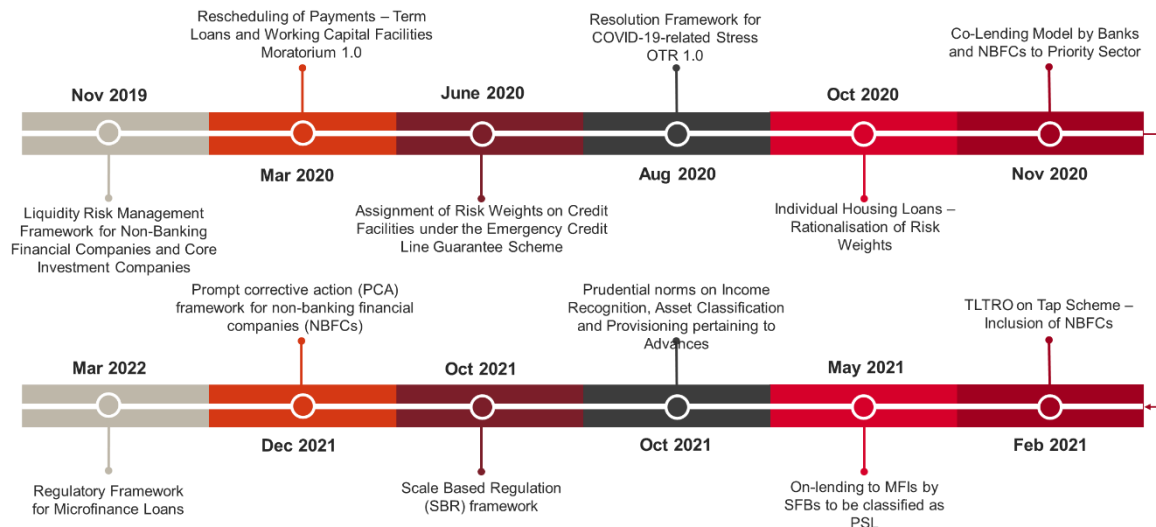 Rescheduling of Payments – Term
Loans and Working Capital Facilities
Moratorium 1.0
Resolution Framework for
COVID-19-related Stress
OTR 1.0
Co-Lending Model by Banks
and NBFCs to Priority Sector
Nov 2019
June 2020
Oct 2020
Mar 2020
Aug 2020
Nov 2020
Liquidity Risk Management
Framework for Non-Banking
Financial Companies and Core
Investment Companies
Assignment of Risk Weights on Credit
Facilities under the Emergency Credit
Line Guarantee Scheme
Individual Housing Loans –
Rationalisation of Risk
Weights
Prompt corrective action (PCA)
framework for non-banking financial
companies (NBFCs)
Prudential norms on Income
Recognition, Asset Classification
and Provisioning pertaining to
Advances
TLTRO on Tap Scheme –
Inclusion of NBFCs
Mar 2022
Oct 2021
May 2021
Dec 2021
Oct 2021
Feb 2021
Regulatory Framework
for Microfinance Loans
Scale Based Regulation
(SBR) framework
On-lending to MFIs by
SFBs to be classified as
PSL